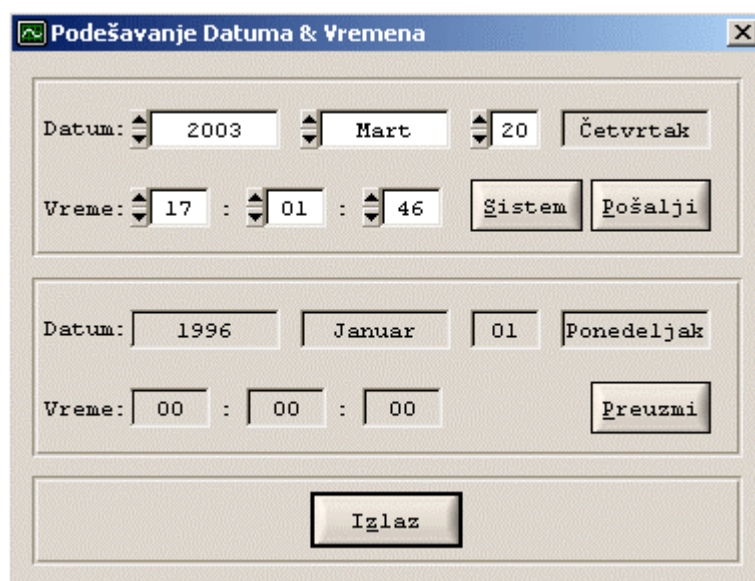 Podešavanje Datuma & Vremena
Datum: 2003 Mart 20 Četvrtak
Vreme: 17 : 01 : 46 Sistem Pošalji
Datum: 1996 Januar 01 Ponedeljak
Vreme: 00 : 00 : 00 Preuzmi
Izlaz